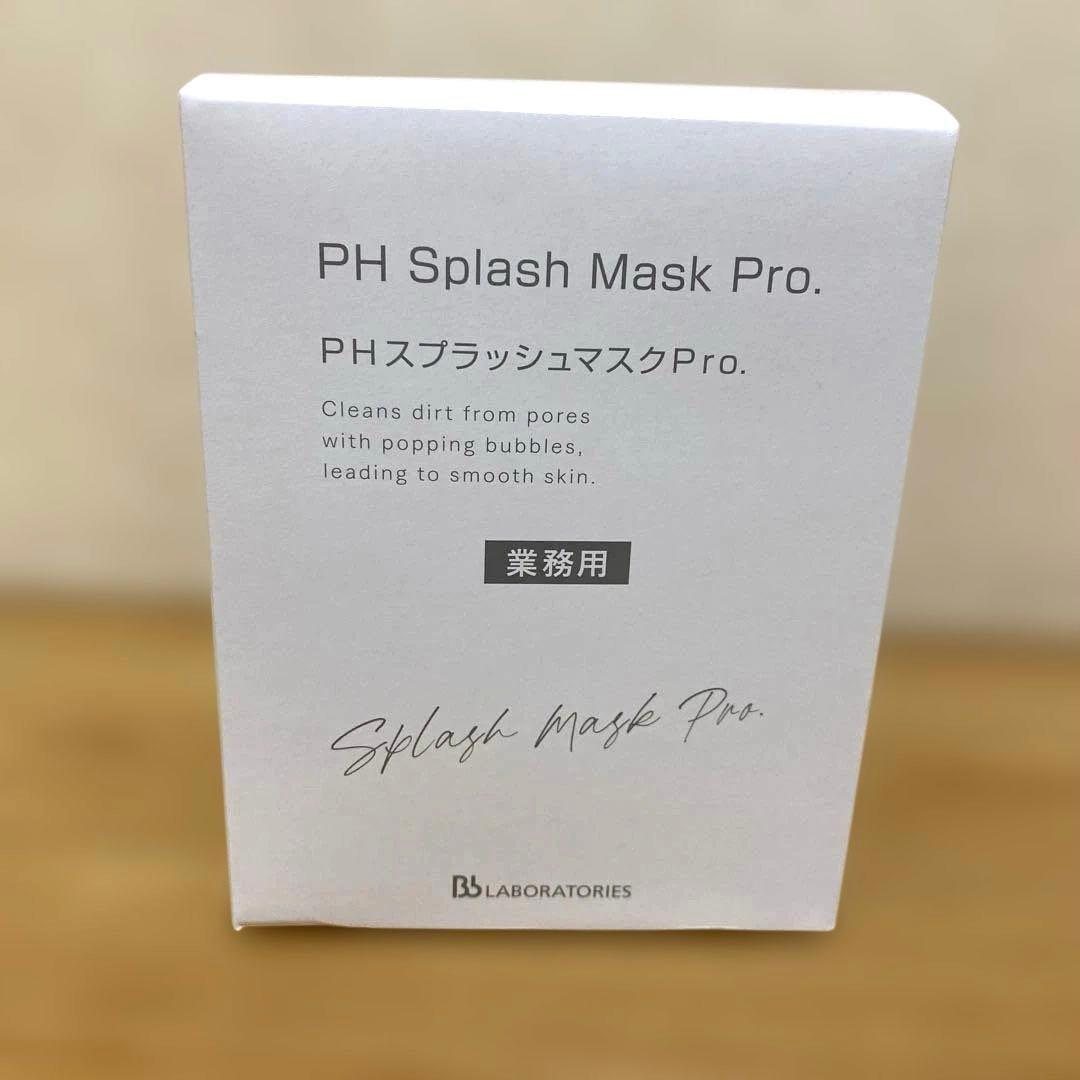 PH Splash Mask Pro.
PHスプラッシュマスクPro.
Cleans dirt from pores
with popping bubbles,
leading to smooth skin.
業務用
Splash Mask Pro.
Bb LABORATORIES